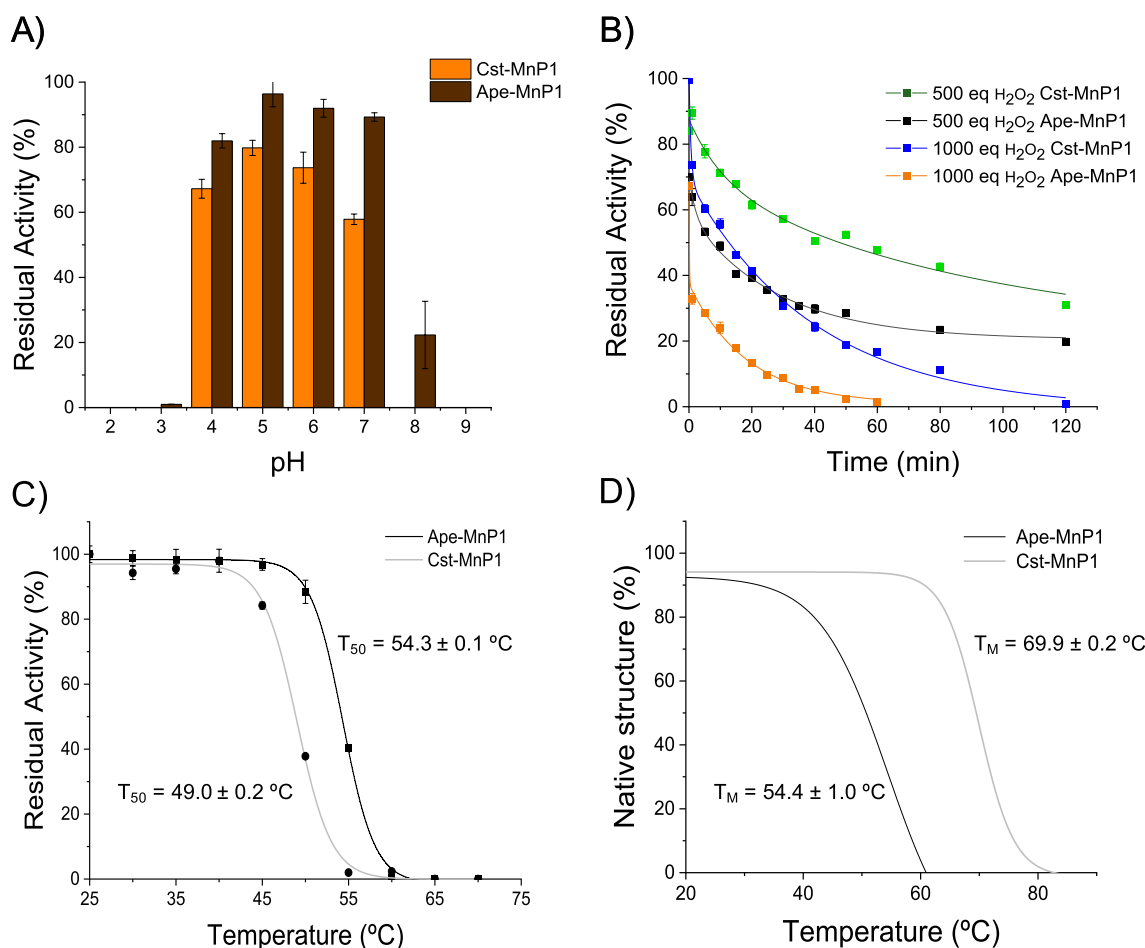 A)
Cst-MnP1
Ape-MnP1
Residual Activity (%)
100
80
60
40
20
0
2 3 4 5 6 7 8 9
pH
B)
500 eq H₂O₂ Cst-MnP1
500 eq H₂O₂ Ape-MnP1
1000 eq H₂O₂ Cst-MnP1
1000 eq H₂O₂ Ape-MnP1
Residual Activity (%)
100
80
60
40
20
0
0 20 40 60 80 100 120
Time (min)
C)
Ape-MnP1
Cst-MnP1
Residual Activity (%)
100
80
60
40
20
0
T₅₀ = 54.3 ± 0.1 ºC
T₅₀ = 49.0 ± 0.2 ºC
25 35 45 55 65 75
Temperature (ºC)
D)
Ape-MnP1
Cst-MnP1
Native structure (%)
100
80
60
40
20
0
T_M = 69.9 ± 0.2 ºC
T_M = 54.4 ± 1.0 ºC
20 40 60 80
Temperature (ºC)